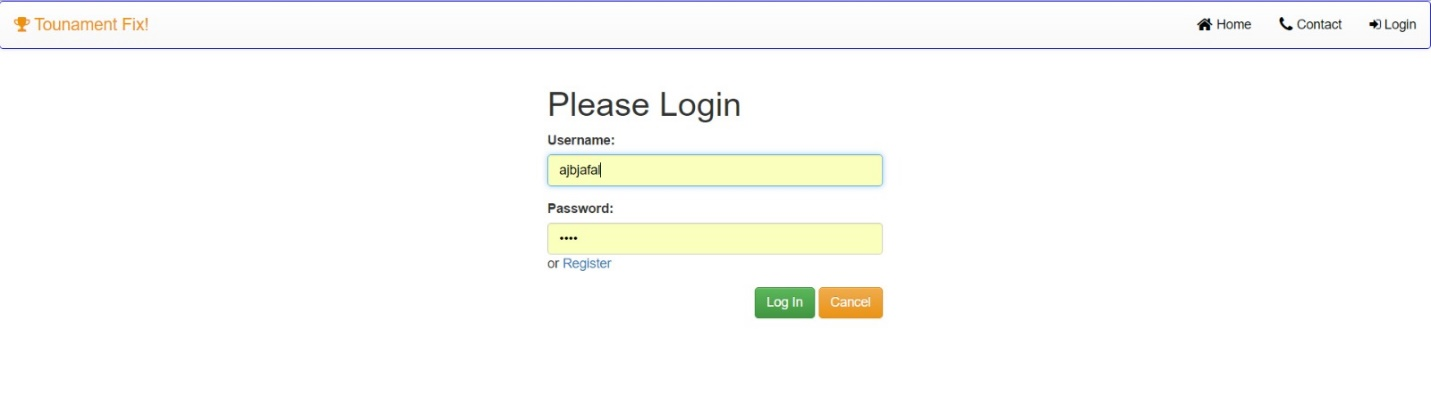 Tounament Fix!
Home Contact Login
Please Login
Username:
ajbjafal
Password:
••••
or Register
Log In Cancel